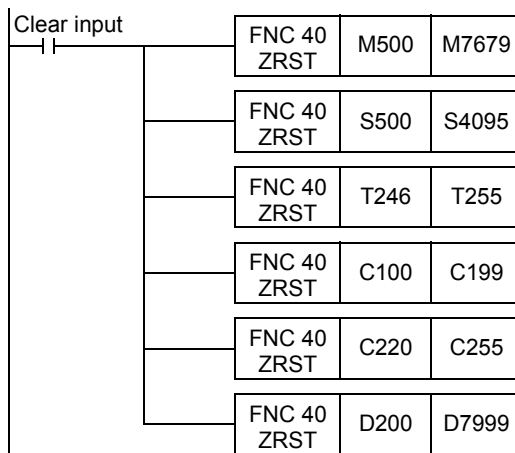 Clear input
FNC 40
ZRST M500 M7679
FNC 40
ZRST S500 S4095
FNC 40
ZRST T246 T255
FNC 40
ZRST C100 C199
FNC 40
ZRST C220 C255
FNC 40
ZRST D200 D7999